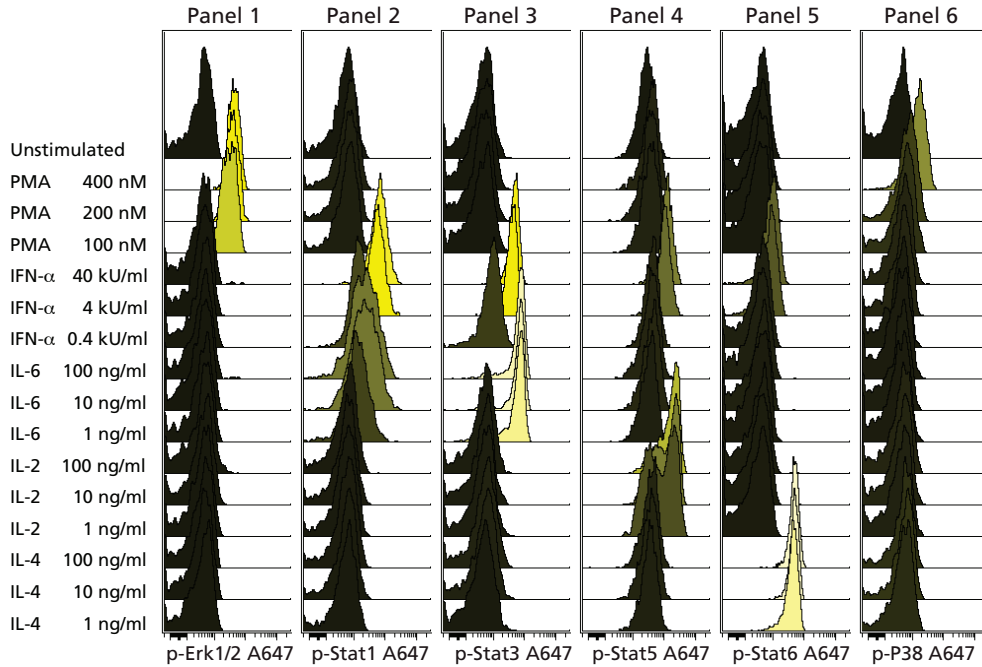 Panel 1 Panel 2 Panel 3 Panel 4 Panel 5 Panel 6
Unstimulated
PMA 400 nM
PMA 200 nM
PMA 100 nM
IFN-α 40 kU/ml
IFN-α 4 kU/ml
IFN-α 0.4 kU/ml
IL-6 100 ng/ml
IL-6 10 ng/ml
IL-6 1 ng/ml
IL-2 100 ng/ml
IL-2 10 ng/ml
IL-2 1 ng/ml
IL-4 100 ng/ml
IL-4 10 ng/ml
IL-4 1 ng/ml
p-Erk1/2 A647 p-Stat1 A647 p-Stat3 A647 p-Stat5 A647 p-Stat6 A647 p-P38 A647